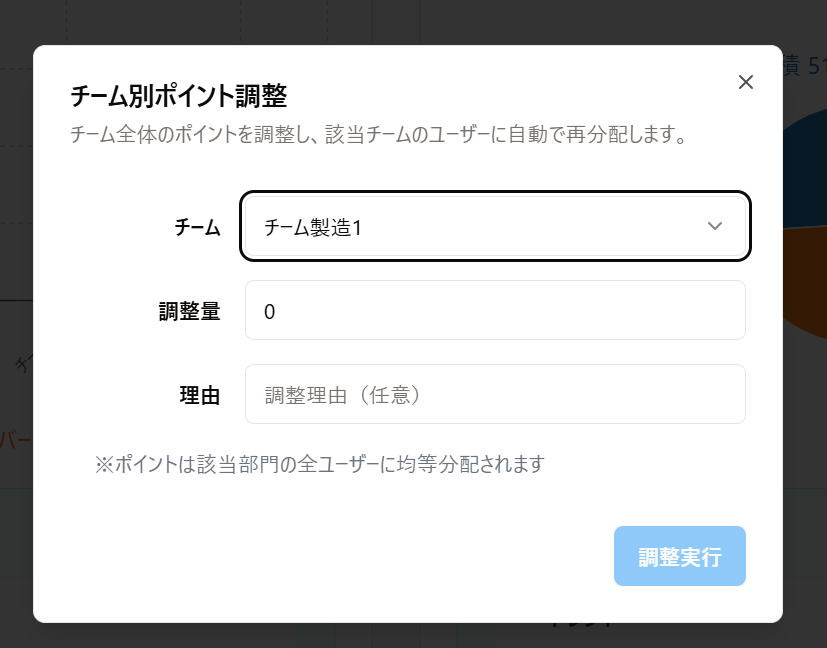 チーム別ポイント調整
チーム全体のポイントを調整し、該当チームのユーザーに自動で再分配します。
チーム
チーム製造1
調整量
0
理由
調整理由（任意）
※ポイントは該当部門の全ユーザーに均等分配されます
調整実行